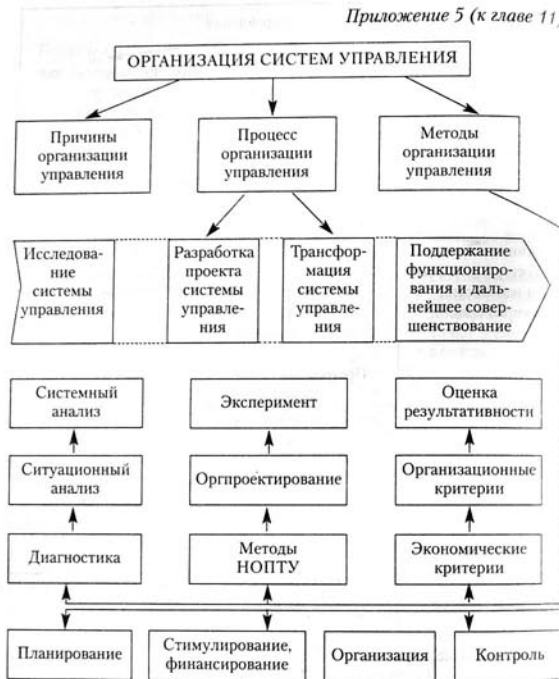 Приложение 5 (к главе 11)
ОРГАНИЗАЦИЯ СИСТЕМ УПРАВЛЕНИЯ
Причины
организации
управления
Процесс
организации
управления
Методы
организации
управления
Исследова-
ние
системы
управления
Разработка
проекта
системы
управле-
ния
Трансфор-
мация
системы
управле-
ния
Поддержание
функциониро-
вания и даль-
нейшее совер-
шенствование
Системный
анализ
Эксперимент
Оценка
результативности
Ситуационный
анализ
Оргпроектирование
Организационные
критерии
Диагностика
Методы
НОПТУ
Экономические
критерии
Планирование
Стимулирование,
финансирование
Организация
Контроль